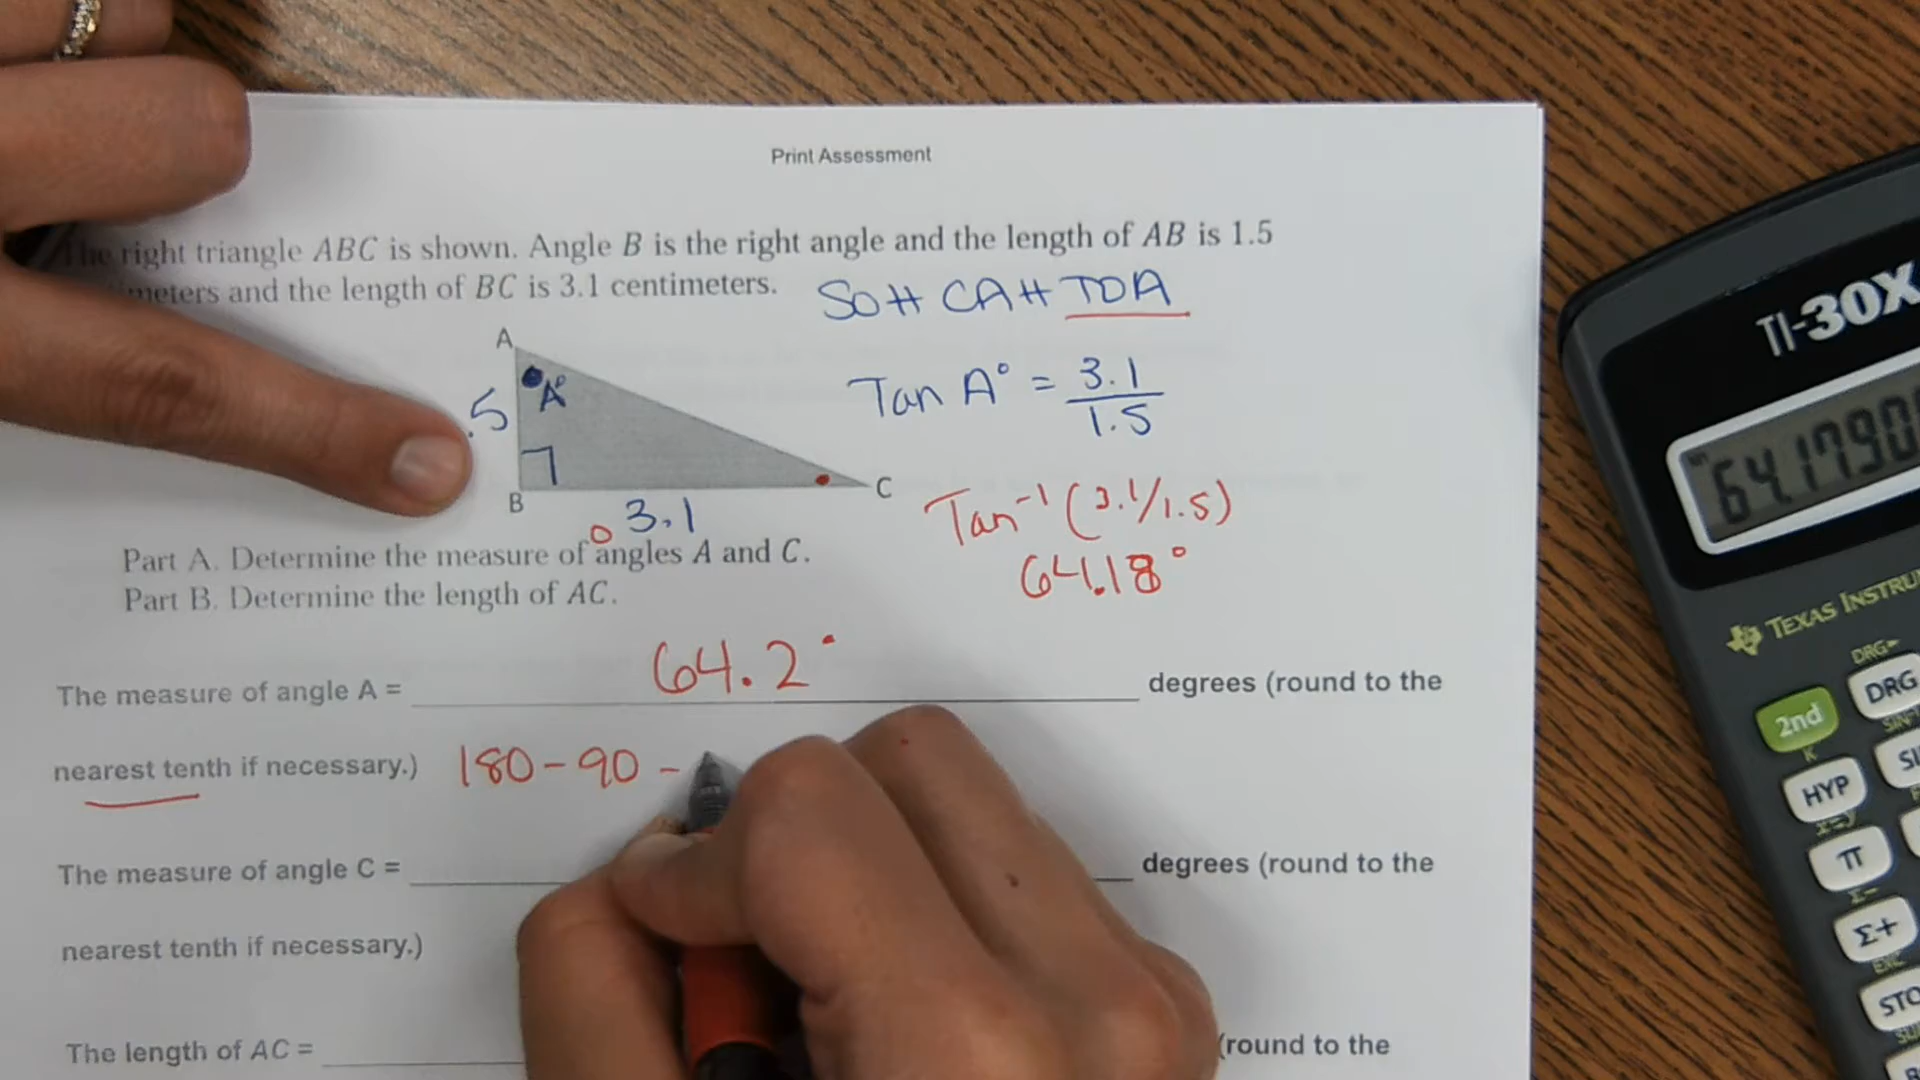 Print Assessment
The right triangle ABC is shown. Angle B is the right angle and the length of AB is 1.5
meters and the length of BC is 3.1 centimeters.
SOH CAH TOA
A
A°
.5
B
C
3.1
O
Tan A° = 3.1
1.5
Tan⁻¹ (3.1/1.5)
64.18°
Part A. Determine the measure of angles A and C.
Part B. Determine the length of AC.
64.2°
The measure of angle A = degrees (round to the
nearest tenth if necessary.) 180 - 90 -
The measure of angle C = degrees (round to the
nearest tenth if necessary.)
The length of AC = (round to the
TI-30X
64.1790
TEXAS INSTRU
DRG
2nd
DRG
HYP
π
Σ+
STO